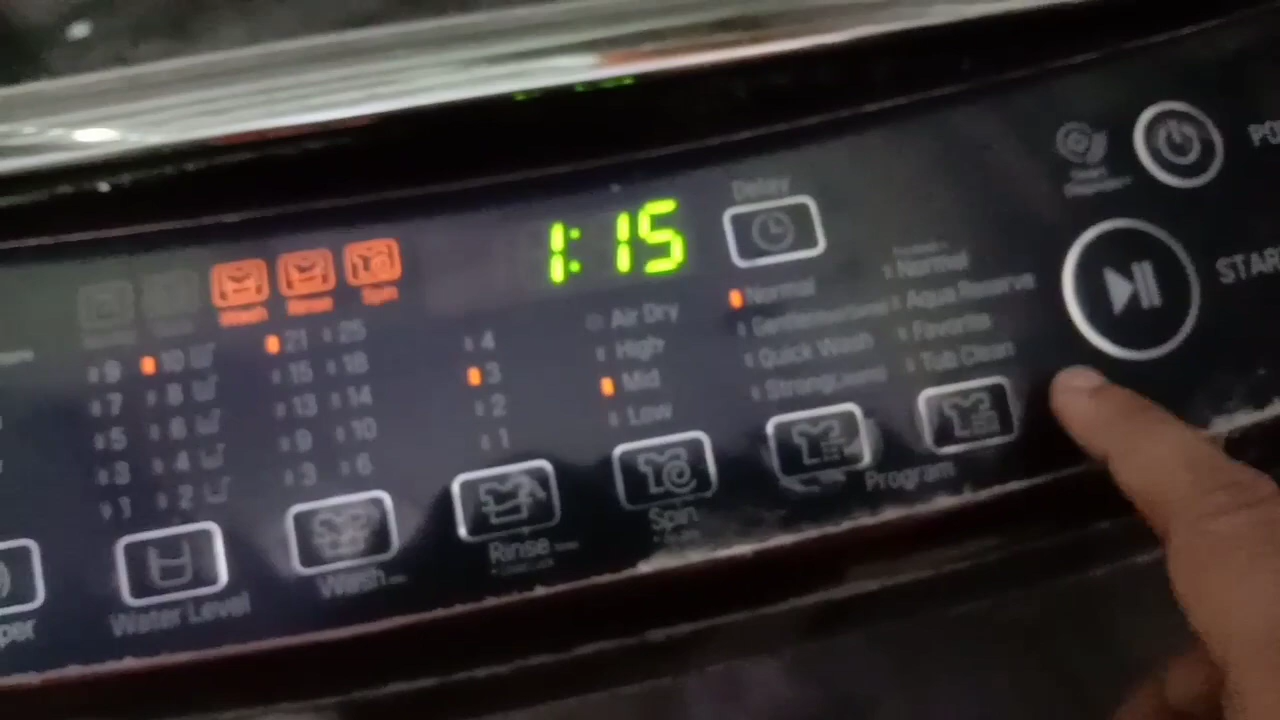 1:15
Delay
Wash
Rinse
Spin
9 10
7 8
5 6
3 4
1 2
21 25
15 18
13 14
9 10
3 6
4
3
2
1
Air Dry
High
Mid
Low
Normal
Quick Wash
Normal
Aqua Reserve
Favorite
Tub Clean
Water Level
Wash
Rinse
Spin
Program
PO
STAR